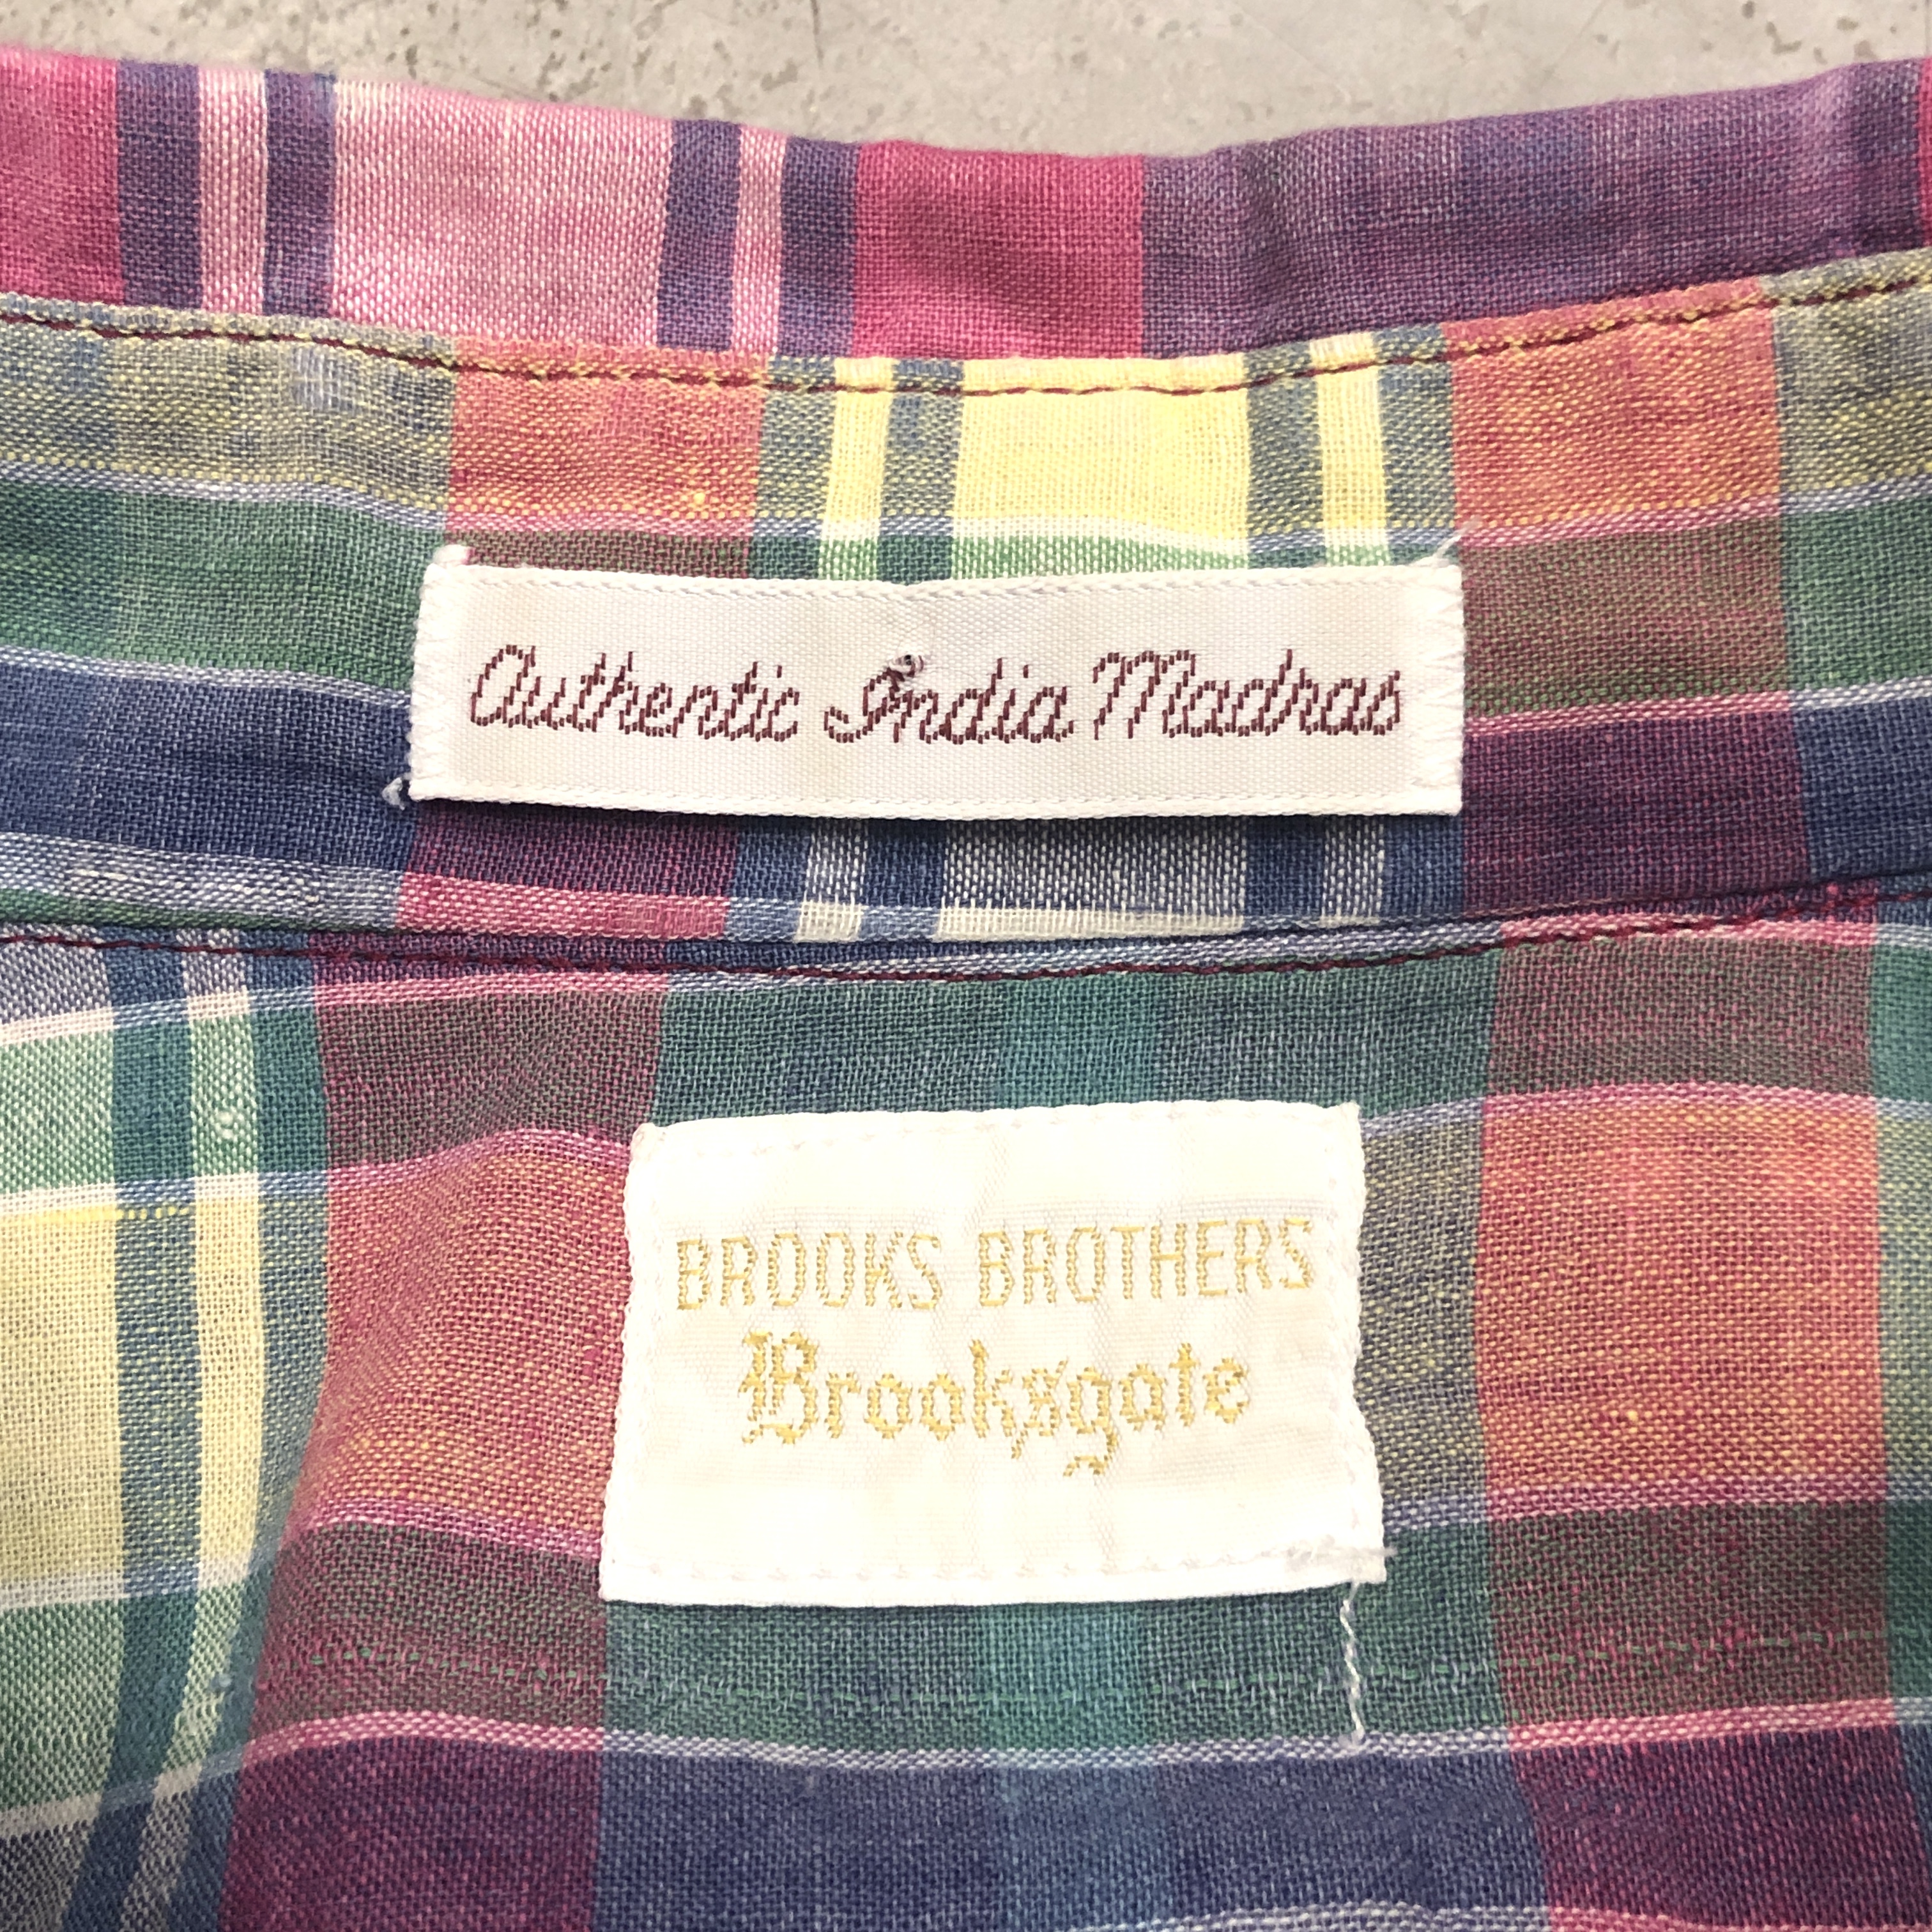 Authentic India Madras
BROOKS BROTHERS
Brooksgate